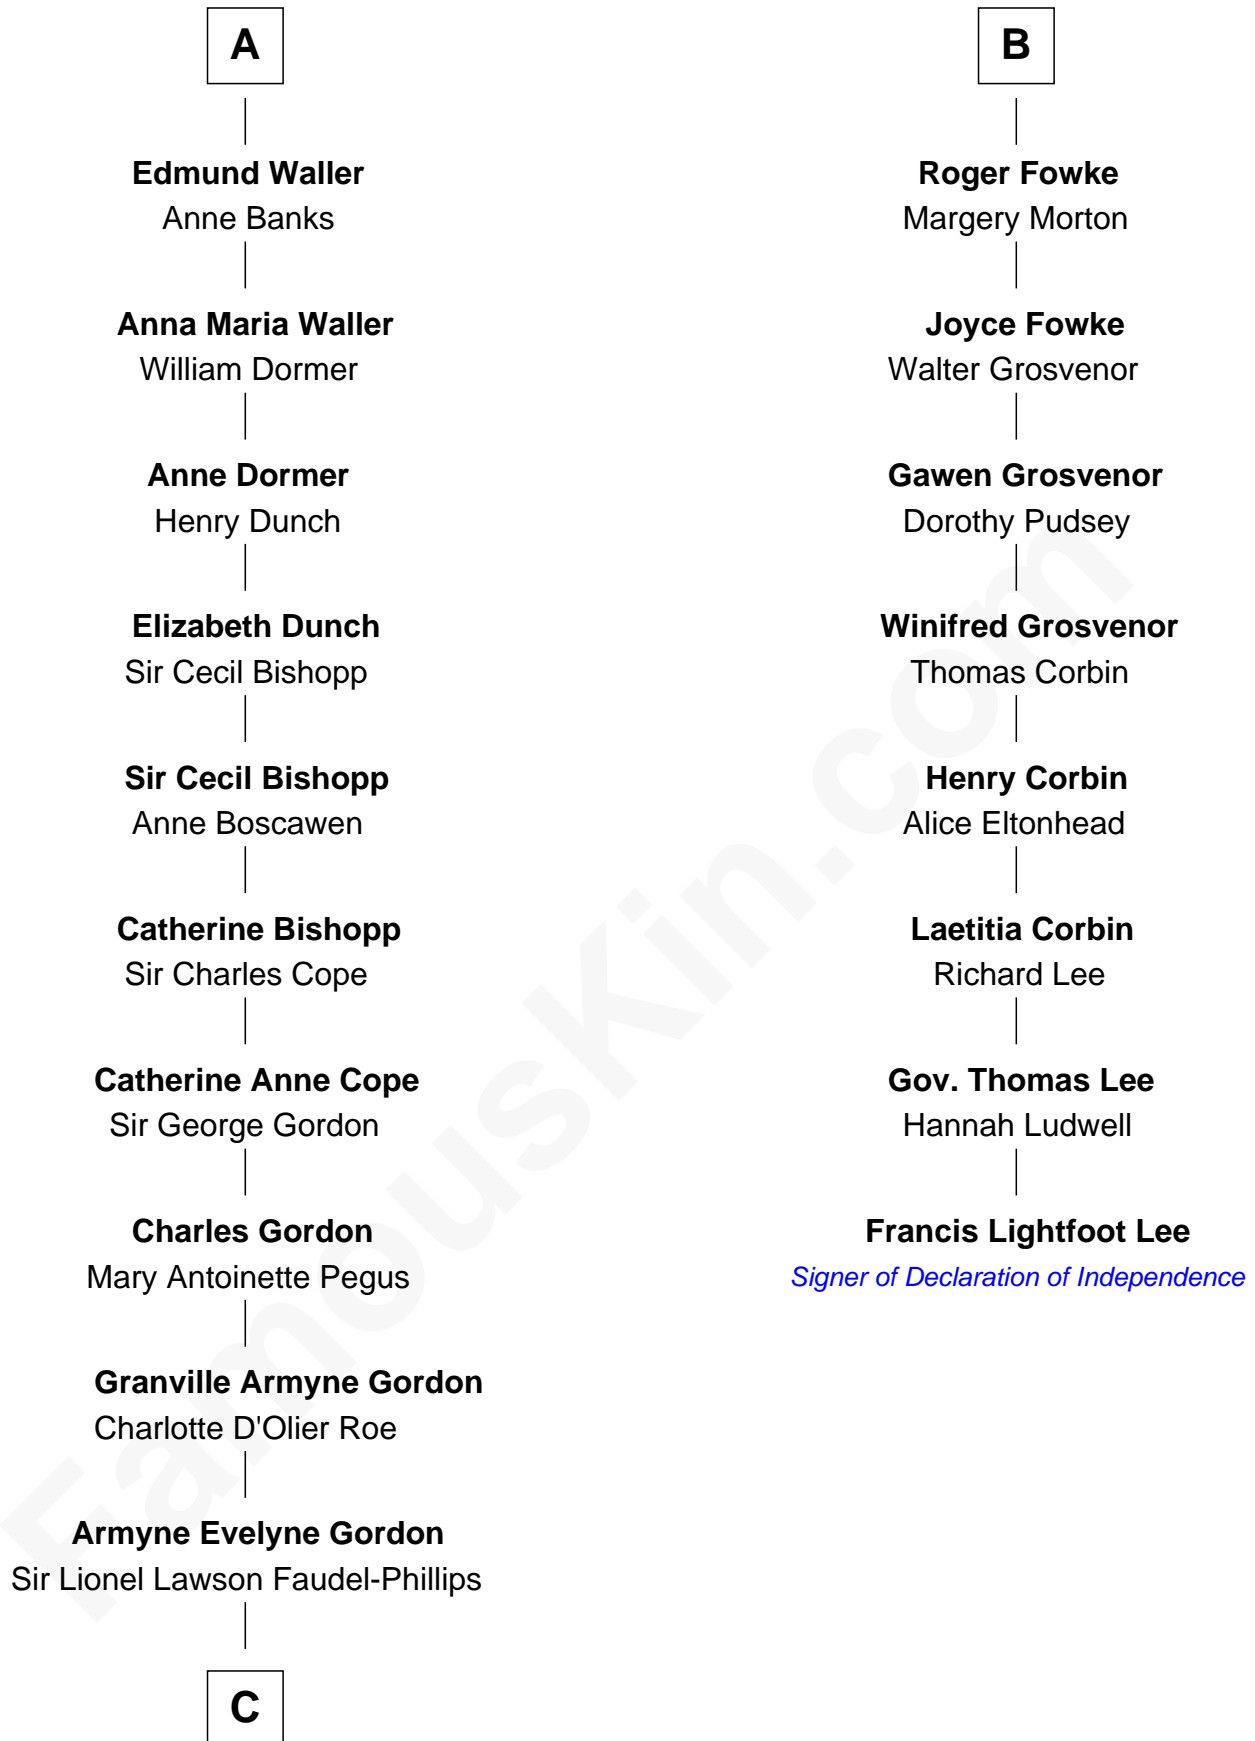 A
Edmund Waller
Anne Banks
Anna Maria Waller
William Dormer
Anne Dormer
Henry Dunch
Elizabeth Dunch
Sir Cecil Bishopp
Sir Cecil Bishopp
Anne Boscawen
Catherine Bishopp
Sir Charles Cope
Catherine Anne Cope
Sir George Gordon
Charles Gordon
Mary Antoinette Pegus
Granville Armyne Gordon
Charlotte D'Olier Roe
Armyne Evelyne Gordon
Sir Lionel Lawson Faudel-Phillips
C
B
Roger Fowke
Margery Morton
Joyce Fowke
Walter Grosvenor
Gawen Grosvenor
Dorothy Pudsey
Winifred Grosvenor
Thomas Corbin
Henry Corbin
Alice Eltonhead
Laetitia Corbin
Richard Lee
Gov. Thomas Lee
Hannah Ludwell
Francis Lightfoot Lee
Signer of Declaration of Independence
FamousKin.com